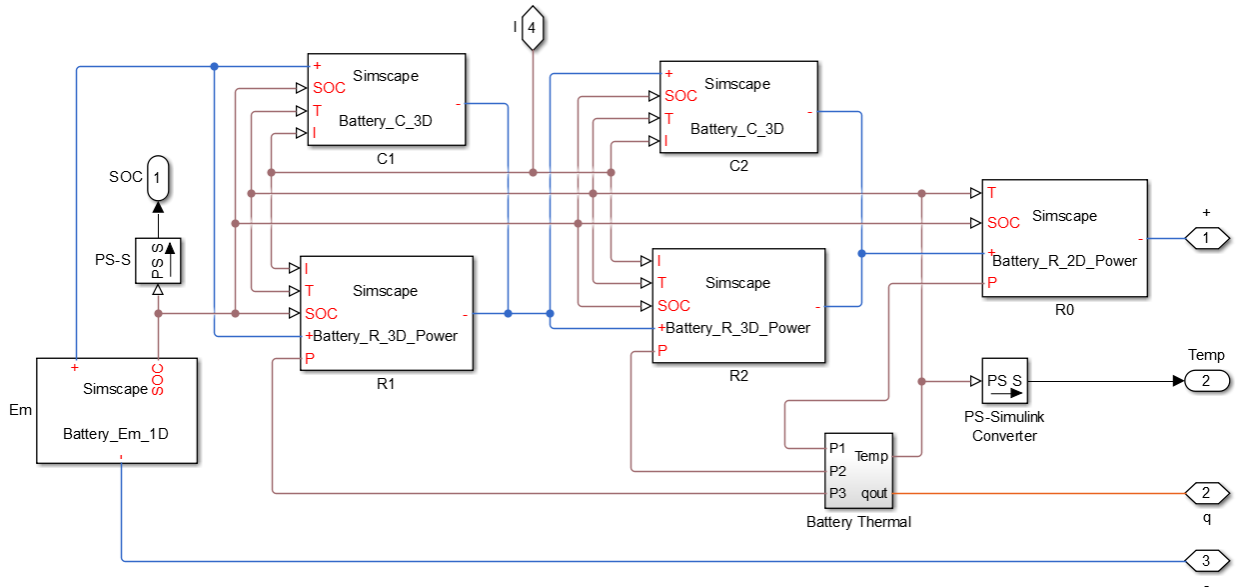 I
4
+
SOC
T
I
Simscape
Battery_C_3D
-
C1
+
SOC
T
I
Simscape
Battery_C_3D
-
C2
SOC
1
PS-S
PS S
T
SOC
+
P
Simscape
Battery_R_2D_Power
-
R0
+
1
I
T
SOC
+
P
Simscape
Battery_R_3D_Power
-
R1
I
T
SOC
+
P
Simscape
Battery_R_3D_Power
-
R2
Em
+
SOC
Simscape
Battery_Em_1D
-
PS S
PS-Simulink
Converter
Temp
2
P1
P2
P3
Temp
qout
Battery Thermal
2
q
3